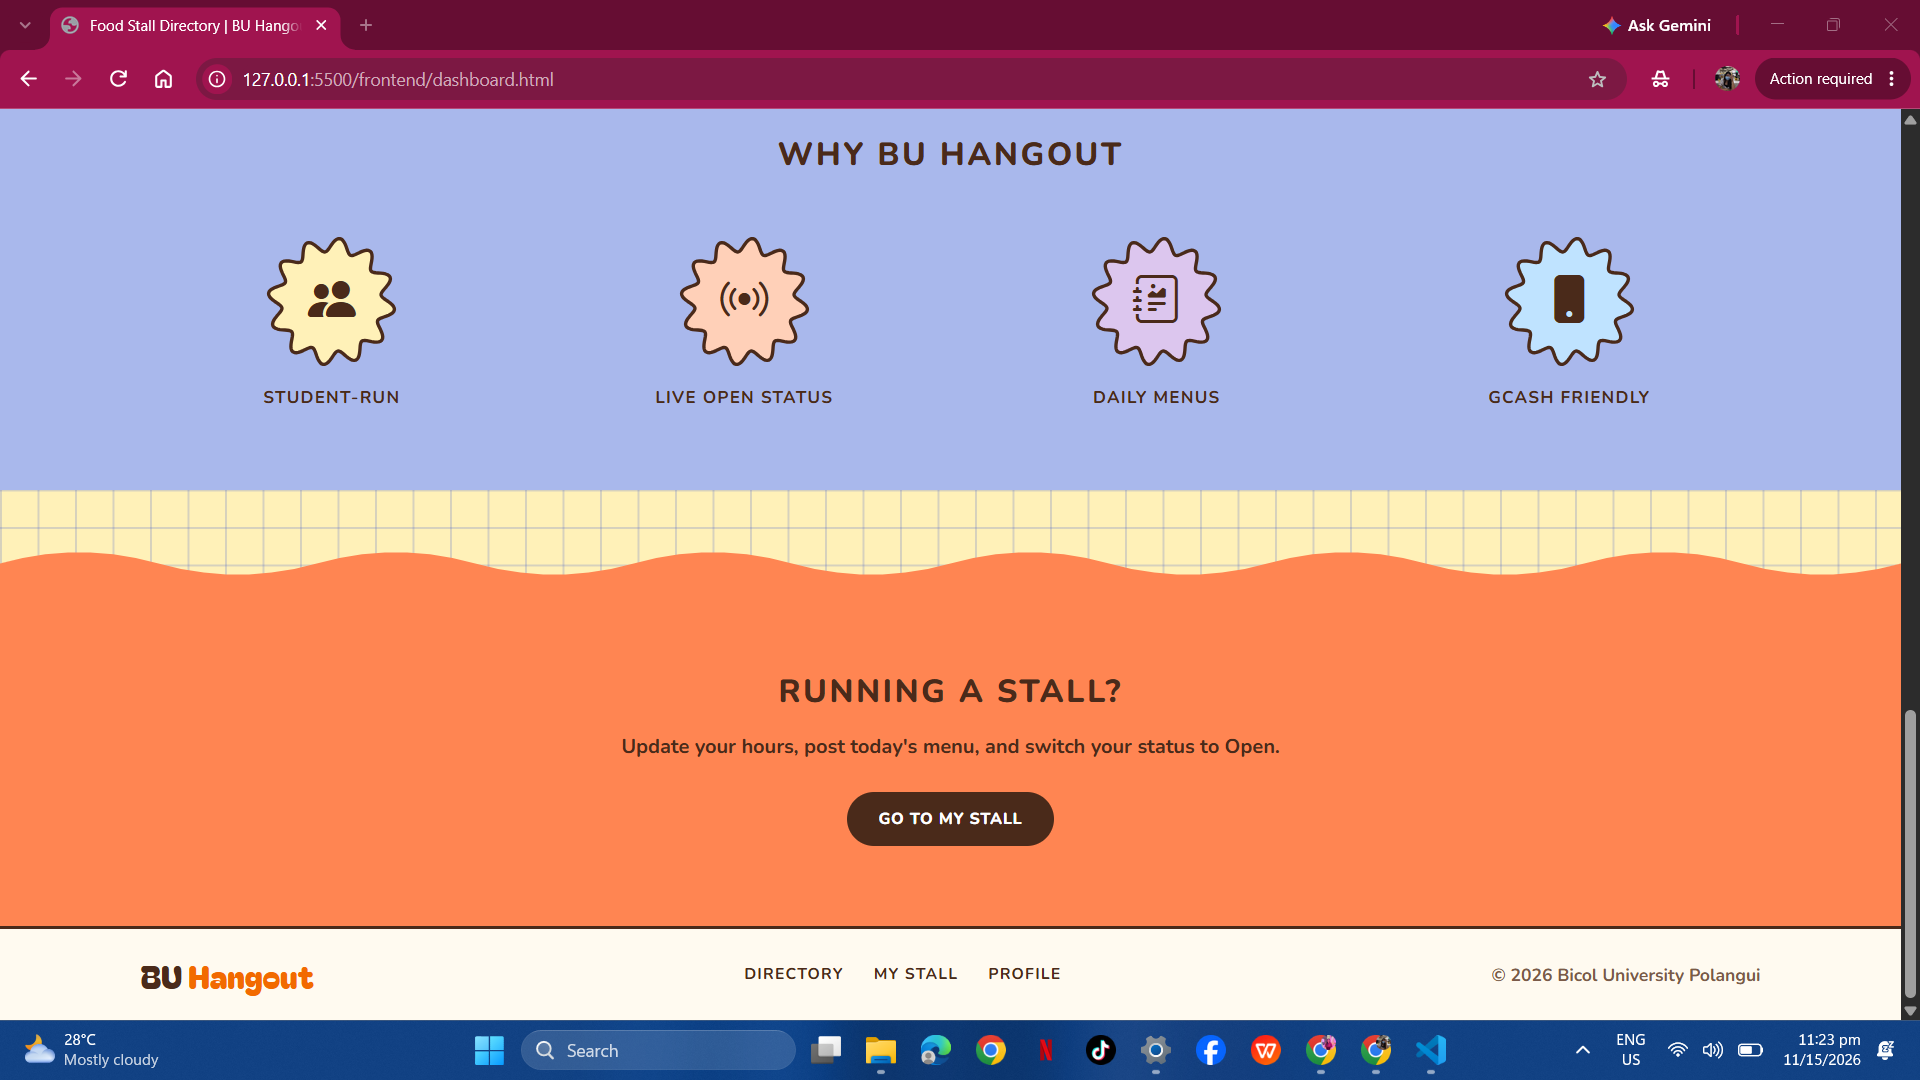 Food Stall Directory | BU Hango
Ask Gemini
127.0.0.1:5500/frontend/dashboard.html
Action required
WHY BU HANGOUT
STUDENT-RUN
LIVE OPEN STATUS
DAILY MENUS
GCASH FRIENDLY
RUNNING A STALL?
Update your hours, post today's menu, and switch your status to Open.
GO TO MY STALL
BU Hangout
DIRECTORY
MY STALL
PROFILE
© 2026 Bicol University Polangui
28°C
Mostly cloudy
Search
ENG
US
11:23 pm
11/15/2026